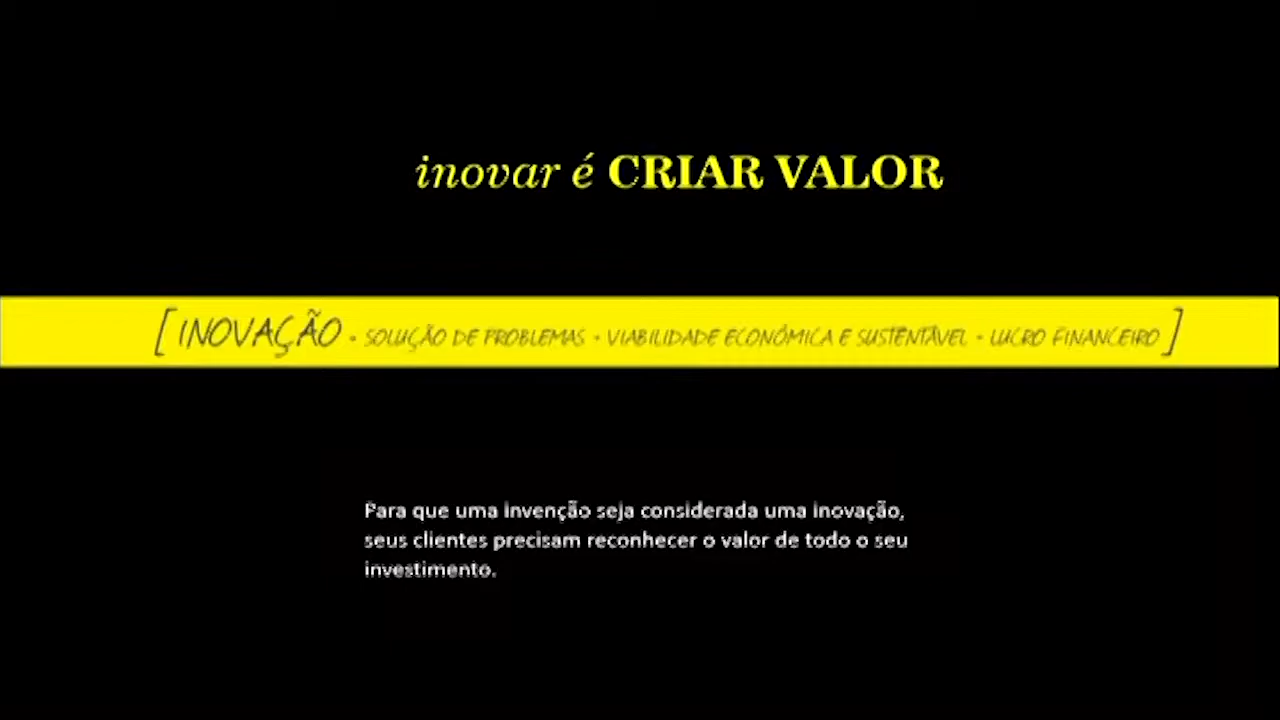 inovar é CRIAR VALOR
[INOVAÇÃO - SOLUÇÃO DE PROBLEMAS - VIABILIDADE ECONÔMICA E SUSTENTÁVEL - LUCRO FINANCEIRO]
Para que uma invenção seja considerada uma inovação,
seus clientes precisam reconhecer o valor de todo o seu
investimento.